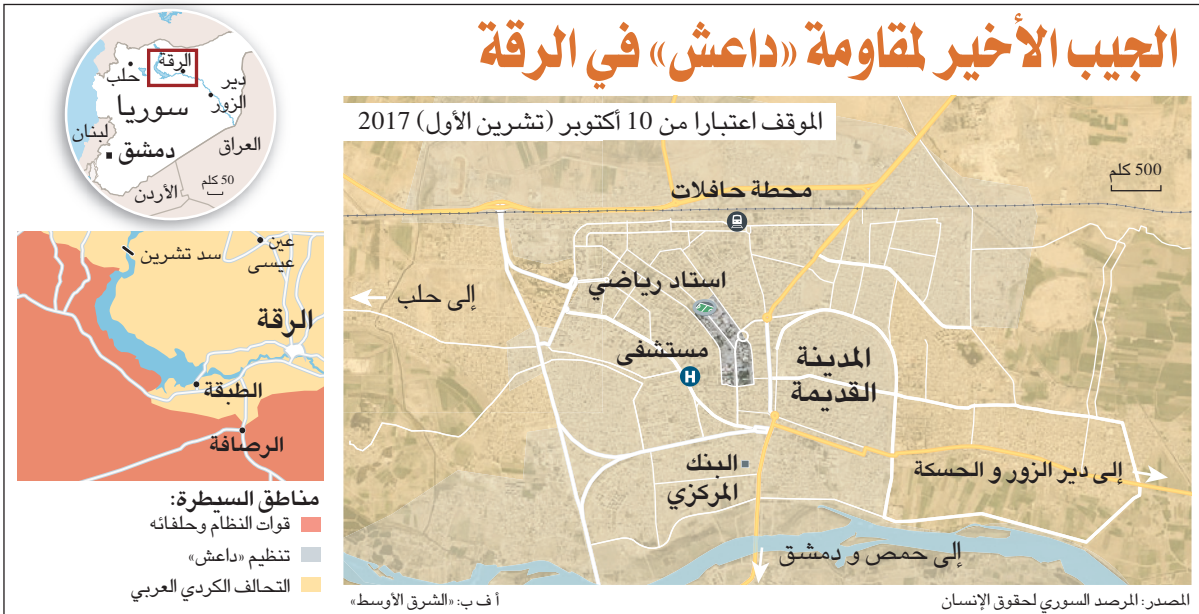 الجيب الأخير لمقاومة «داعش» في الرقة
الموقف اعتبارا من 10 أكتوبر (تشرين الأول) 2017
500 كلم
محطة حافلات
استاد رياضي
إلى حلب
مستشفى
H
المدينة
القديمة
البنك
المركزي
إلى دير الزور و الحسكة
إلى حمص و دمشق
المصدر: المرصد السوري لحقوق الإنسان
أ ف ب: «الشرق الأوسط»
الرقة
حلب
دير
الزور
سوريا
لبنان
دمشق
العراق
الأردن
50 كلم
عين
عيسى
سد تشرين
الرقة
الطبقة
الرصافة
مناطق السيطرة:
قوات النظام وحلفائه
تنظيم «داعش»
التحالف الكردي العربي